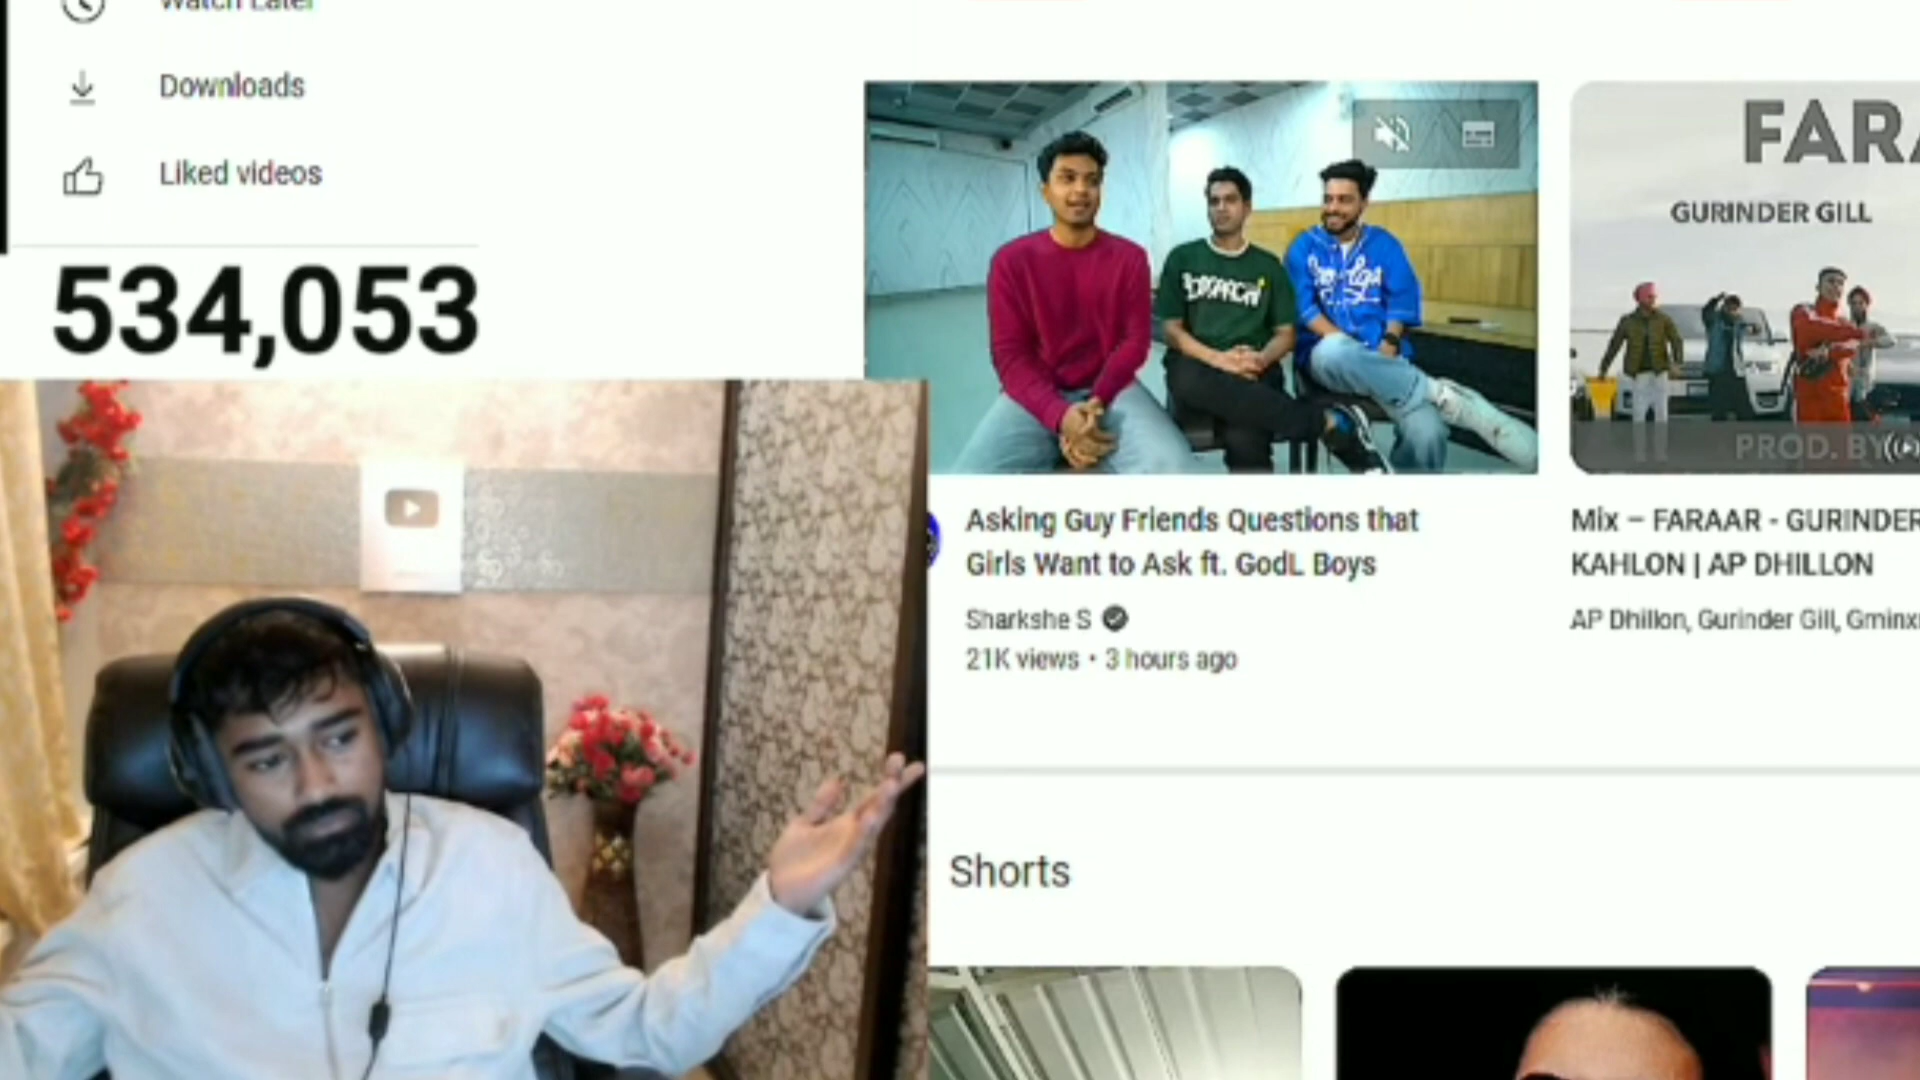 Watch Later
Downloads
Liked videos
534,053
Asking Guy Friends Questions that
Girls Want to Ask ft. GodL Boys
Sharkshe S
21K views • 3 hours ago
GURINDER GILL
PROD. BY
Mix – FARAAR - GURINDER
KAHLON | AP DHILLON
AP Dhillon, Gurinder Gill,
Shorts